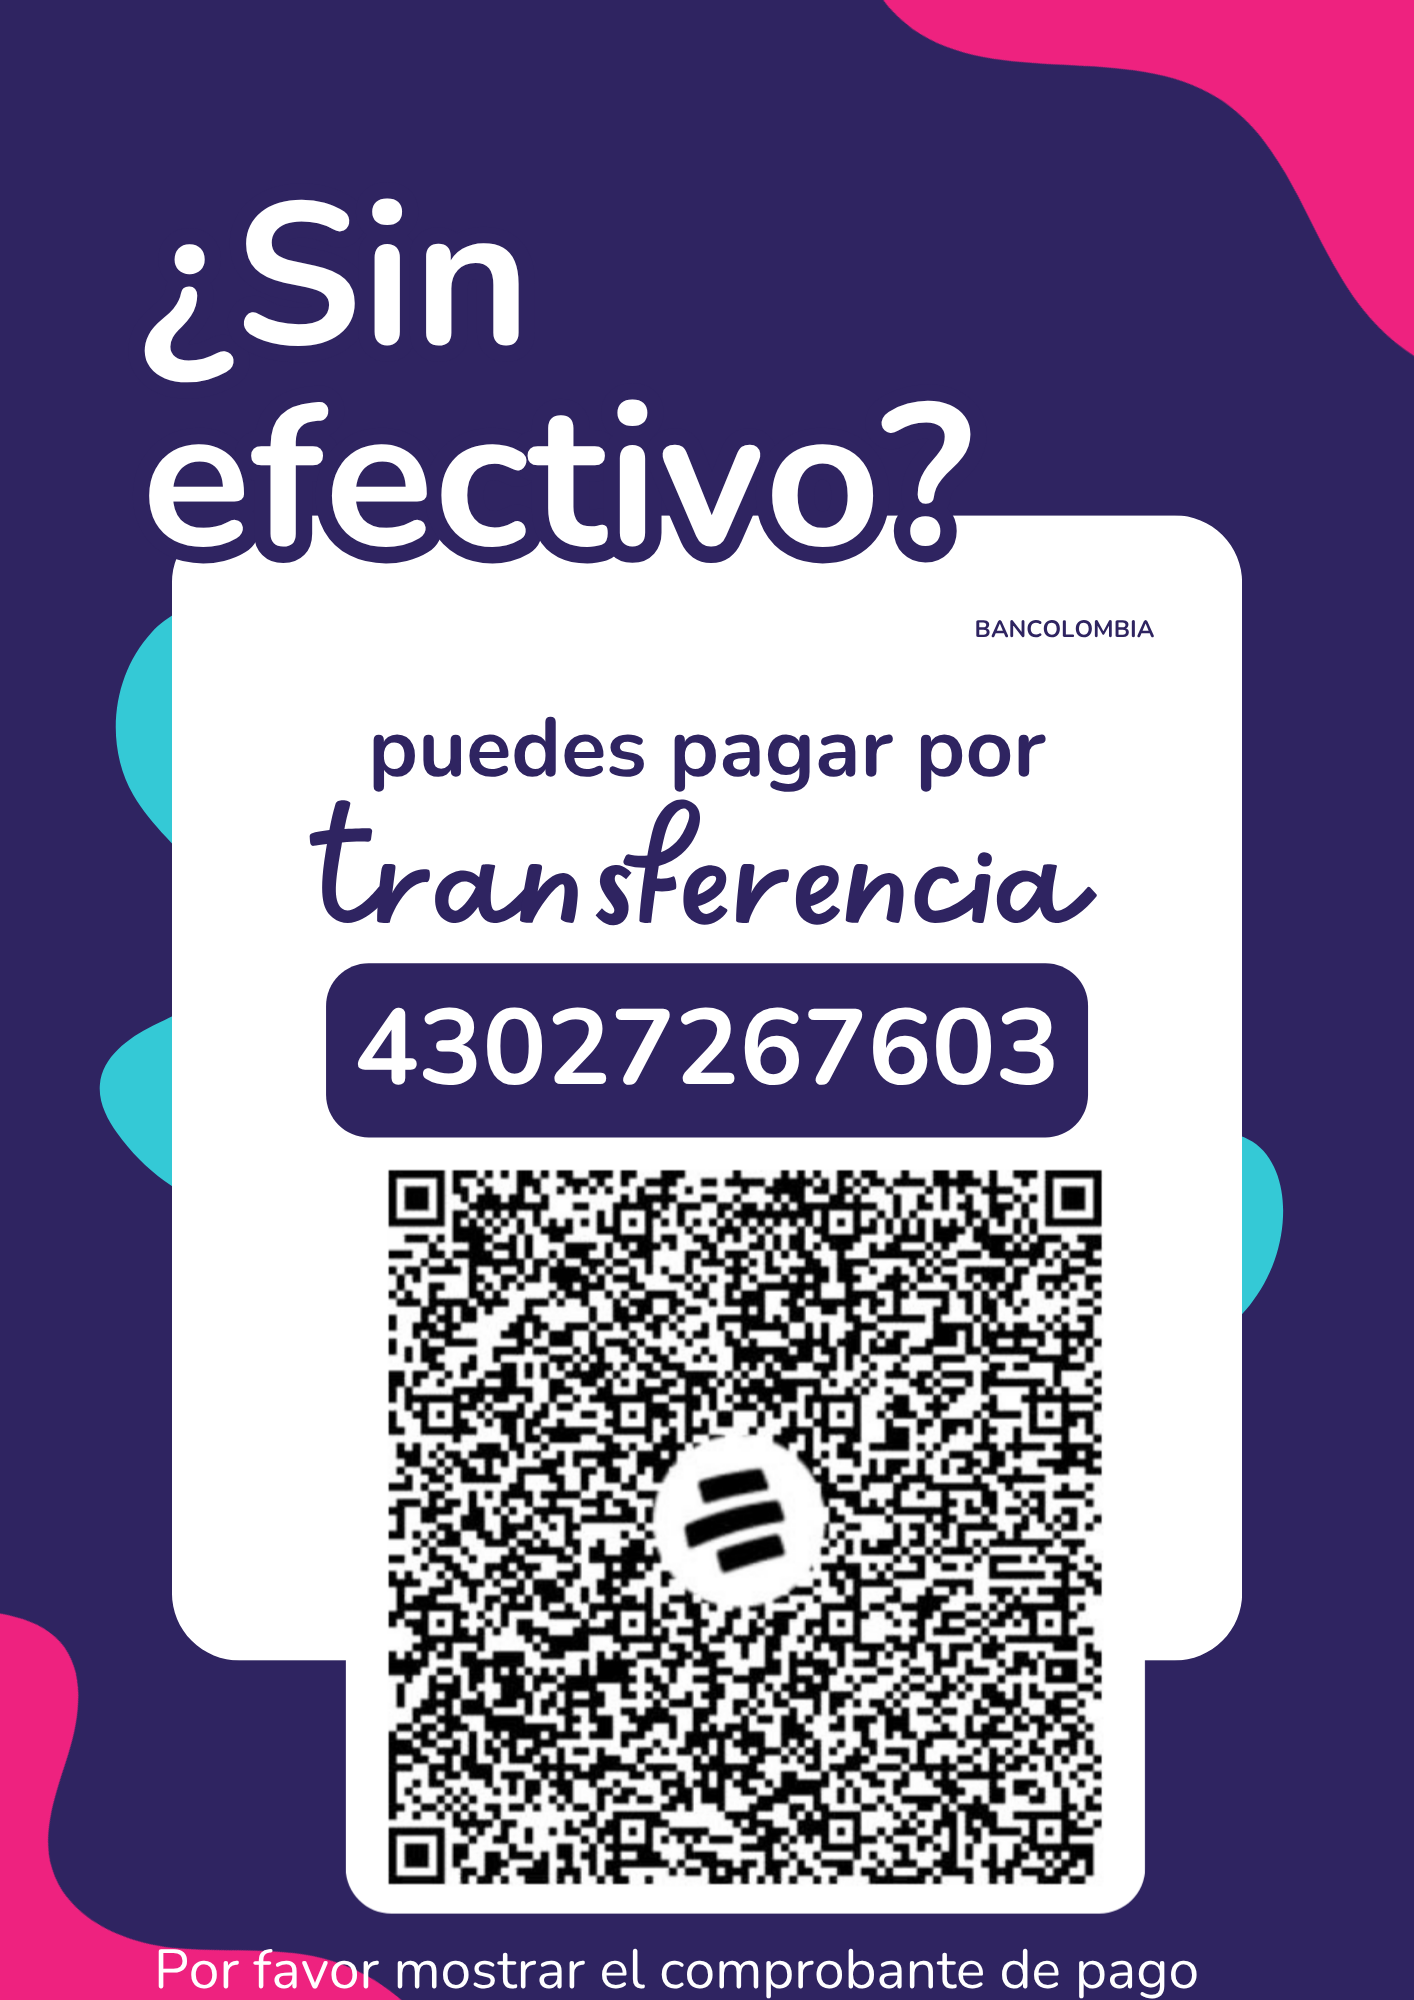 ¿Sin
efectivo?
BANCOLOMBIA
puedes pagar por
transferencia
43027267603
Por favor mostrar el comprobante de pago